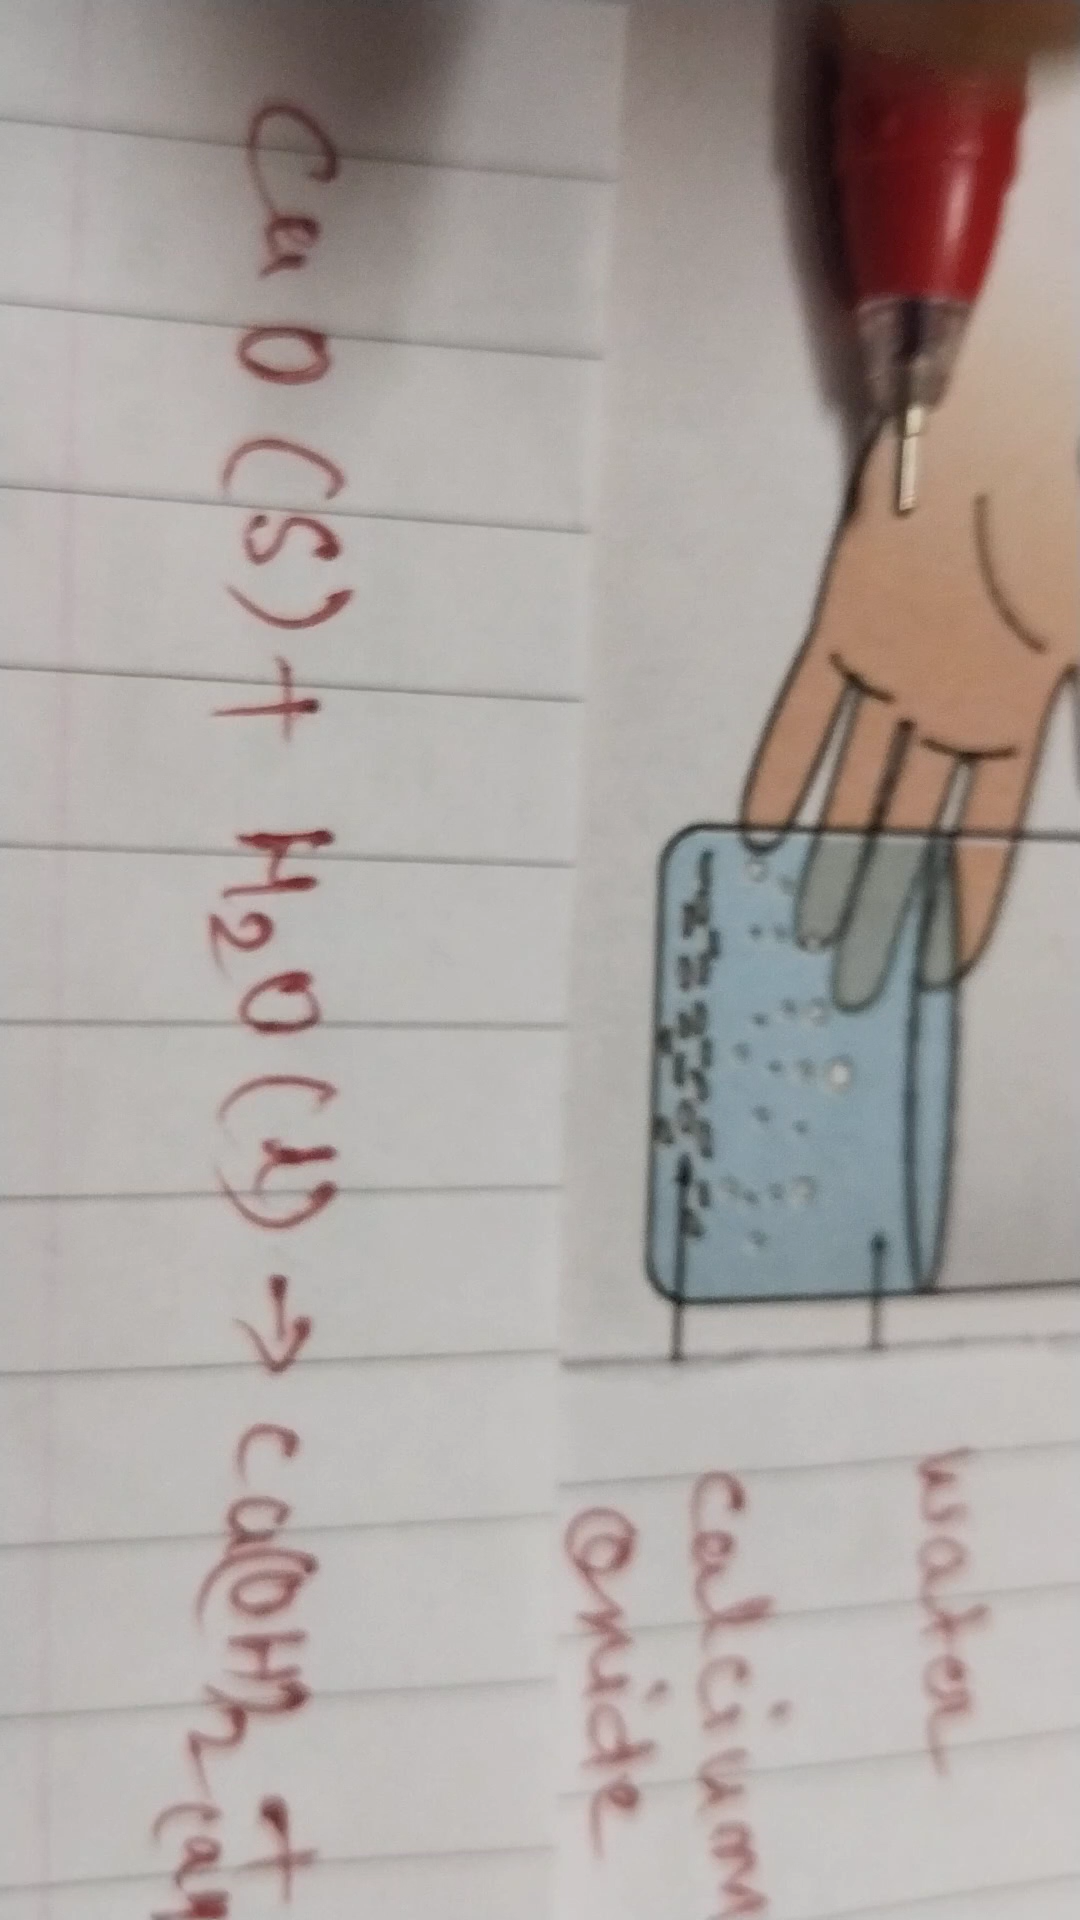 water
calcium
Oxide
CaO(s) + H2O(l) → Ca(OH)2(aq +